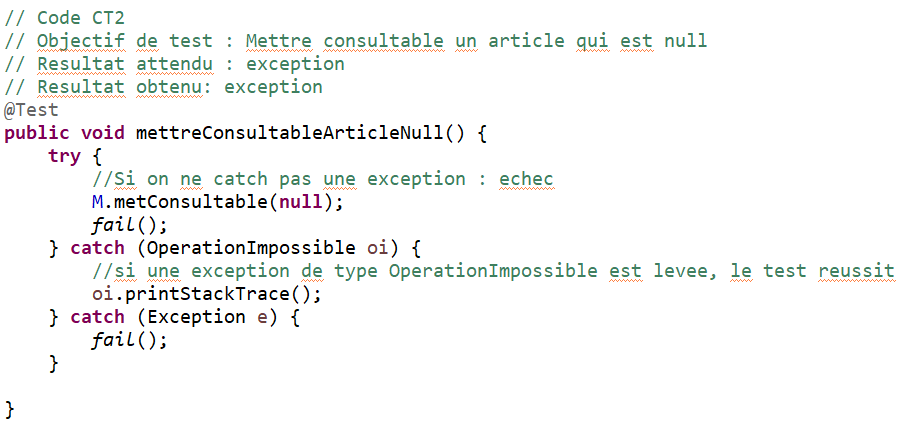 // Code CT2
// Objectif de test : Mettre consultable un article qui est null
// Resultat attendu : exception
// Resultat obtenu: exception
@Test
public void mettreConsultableArticleNull() {
    try {
        //Si on ne catch pas une exception : echec
        M.metConsultable(null);
        fail();
    } catch (OperationImpossible oi) {
        //si une exception de type OperationImpossible est levee, le test reussit
        oi.printStackTrace();
    } catch (Exception e) {
        fail();
    }
}